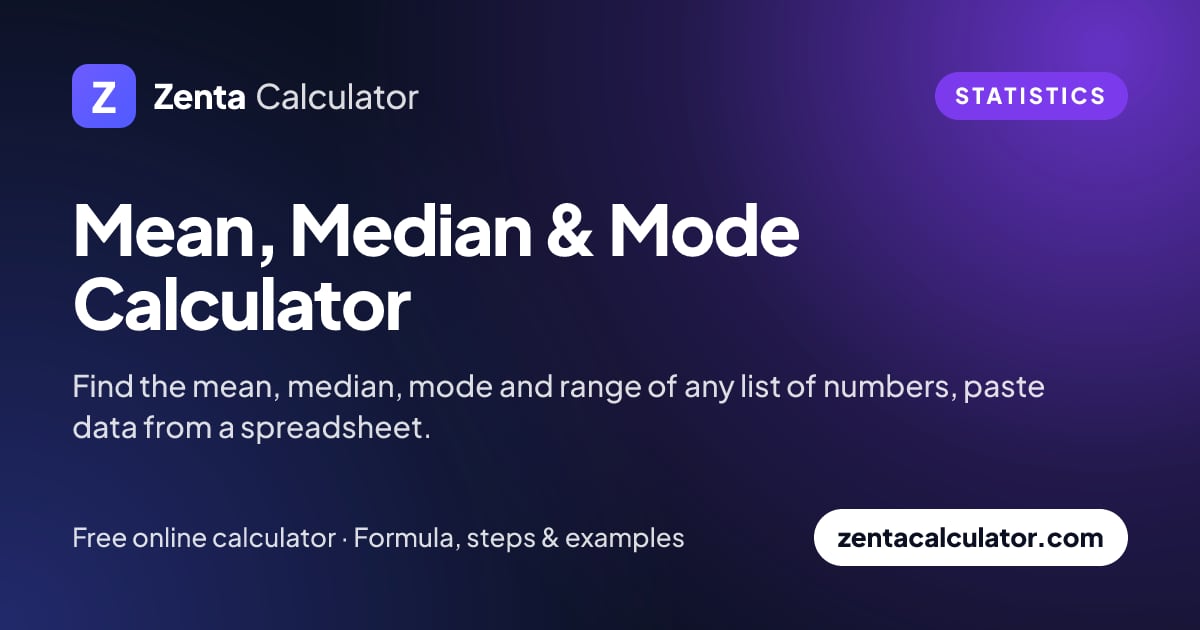 Z
Zenta Calculator
STATISTICS
Mean, Median & Mode
Calculator
Find the mean, median, mode and range of any list of numbers, paste
data from a spreadsheet.
Free online calculator · Formula, steps & examples
zentacalculator.com